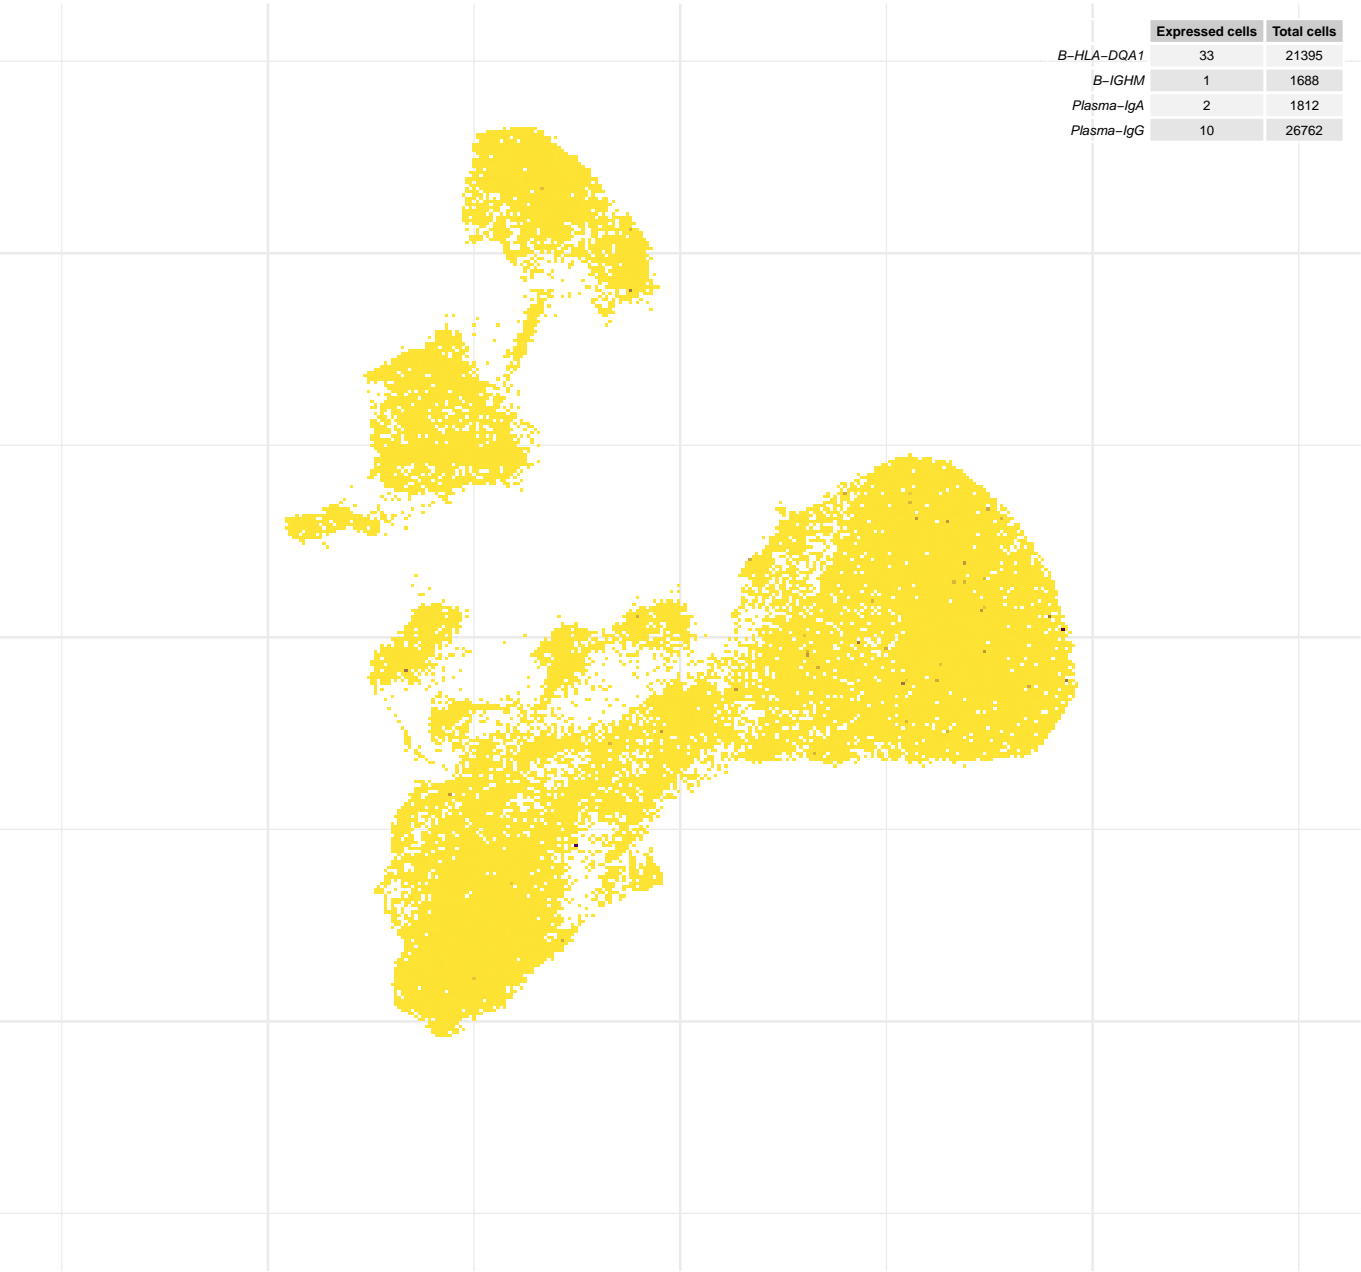 Expressed cells Total cells
B−HLA−DQA1 33 21395
B−IGHM 1 1688
Plasma−IgA 2 1812
Plasma−IgG 10 26762